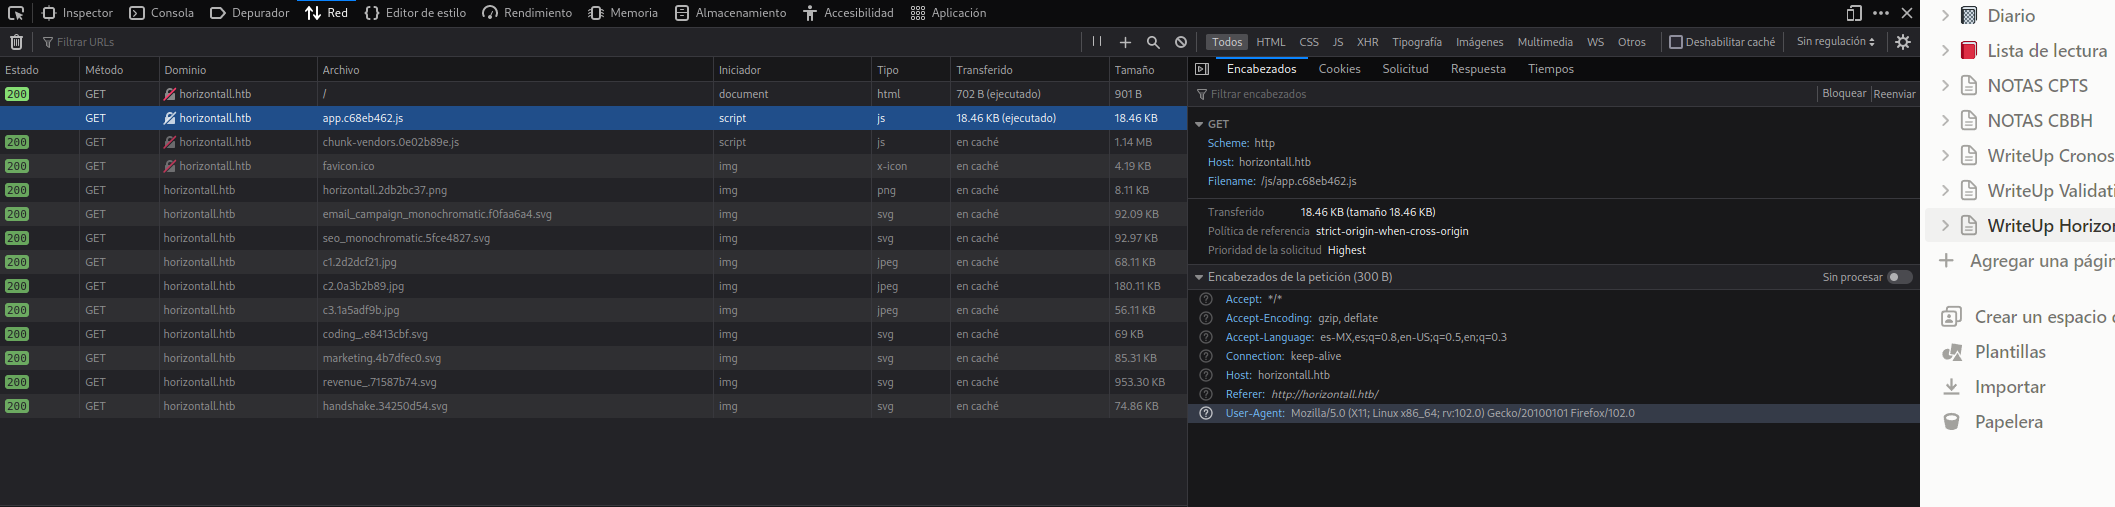 Inspector Consola Depurador Red Editor de estilo Rendimiento Memoria Almacenamiento Accesibilidad Aplicación
Filtrar URLs Todos HTML CSS JS XHR Tipografía Imágenes Multimedia WS Otros Deshabilitar caché Sin regulación
Estado Método Dominio Archivo Iniciador Tipo Transferido Tamaño
200 GET horizontall.htb / document html 702 B (ejecutado) 901 B
GET horizontall.htb app.c68eb462.js script js 18.46 KB (ejecutado) 18.46 KB
200 GET horizontall.htb chunk-vendors.0e02b89e.js script js en caché 1.14 MB
200 GET horizontall.htb favicon.ico img x-icon en caché 4.19 KB
200 GET horizontall.htb horizontall.2db2bc37.png img png en caché 8.11 KB
200 GET horizontall.htb email_campaign_monochromatic.f0faa6a4.svg img svg en caché 92.09 KB
200 GET horizontall.htb seo_monochromatic.5fce4827.svg img svg en caché 92.97 KB
200 GET horizontall.htb c1.2d2dcf21.jpg img jpeg en caché 68.11 KB
200 GET horizontall.htb c2.0a3b2b89.jpg img jpeg en caché 180.11 KB
200 GET horizontall.htb c3.1a5adf9b.jpg img jpeg en caché 56.11 KB
200 GET horizontall.htb coding_.e8413cbf.svg img svg en caché 69 KB
200 GET horizontall.htb marketing.4b7dfec0.svg img svg en caché 85.31 KB
200 GET horizontall.htb revenue_.71587b74.svg img svg en caché 953.30 KB
200 GET horizontall.htb handshake.34250d54.svg img svg en caché 74.86 KB
Encabezados Cookies Solicitud Respuesta Tiempos
Filtrar encabezados Bloquear Reenviar
GET
Scheme: http
Host: horizontall.htb
Filename: /js/app.c68eb462.js
Transferido 18.46 KB (tamaño 18.46 KB)
Política de referencia strict-origin-when-cross-origin
Prioridad de la solicitud Highest
Encabezados de la petición (300 B) Sin procesar
Accept: */*
Accept-Encoding: gzip, deflate
Accept-Language: es-MX,es;q=0.8,en-US;q=0.5,en;q=0.3
Connection: keep-alive
Host: horizontall.htb
Referer: http://horizontall.htb/
User-Agent: Mozilla/5.0 (X11; Linux x86_64; rv:102.0) Gecko/20100101 Firefox/102.0
Diario
Lista de lectura
NOTAS CPTS
NOTAS CBBH
WriteUp Cronos
WriteUp Validati
WriteUp Horizon
Agregar una págin
Crear un espacio
Plantillas
Importar
Papelera